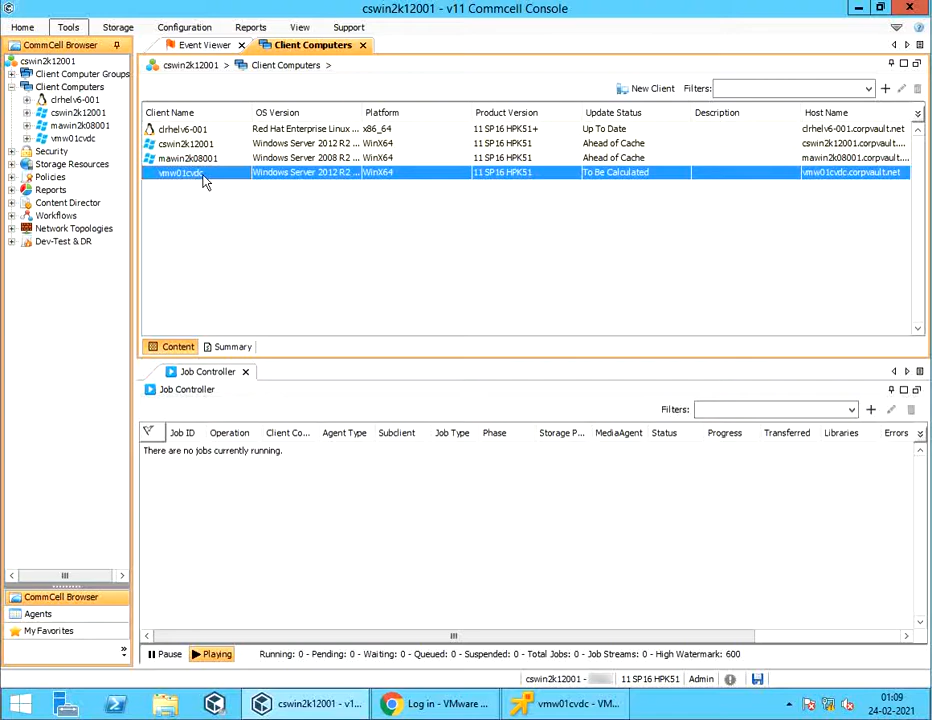 cswin2k12001 - v11 Commcell Console
Home Tools Storage Configuration Reports View Support
CommCell Browser
cswin2k12001
Client Computer Groups
Client Computers
clrhelv6-001
cswin2k12001
mawin2k08001
vmw01cvdc
Security
Storage Resources
Policies
Reports
Content Director
Workflows
Network Topologies
Dev-Test & DR
CommCell Browser
Agents
My Favorites
Event Viewer Client Computers
cswin2k12001 > Client Computers >
New Client Filters:
Client Name OS Version Platform Product Version Update Status Description Host Name
clrhelv6-001 Red Hat Enterprise Linux ... x86_64 11 SP16 HPK51+ Up To Date clrhelv6-001.corpvault.net
cswin2k12001 Windows Server 2012 R2 ... WinX64 11 SP16 HPK51 Ahead of Cache cswin2k12001.corpvault....
mawin2k08001 Windows Server 2008 R2 ... WinX64 11 SP16 HPK51 Ahead of Cache mawin2k08001.corpvault....
vmw01cvdc Windows Server 2012 R2 ... WinX64 11 SP16 HPK51 To Be Calculated vmw01cvdc.corpvault.net
Content Summary
Job Controller
Job Controller
Filters:
Job ID Operation Client Co... Agent Type Subclient Job Type Phase Storage P... MediaAgent Status Progress Transferred Libraries Errors
There are no jobs currently running.
Pause Playing Running: 0 - Pending: 0 - Waiting: 0 - Queued: 0 - Suspended: 0 - Total Jobs: 0 - Job Streams: 0 - High Watermark: 600
cswin2k12001 - 11 SP16 HPK51 Admin
cswin2k12001 - v1... Log in - VMware ... vmw01cvdc - VM...
01:09
24-02-2021